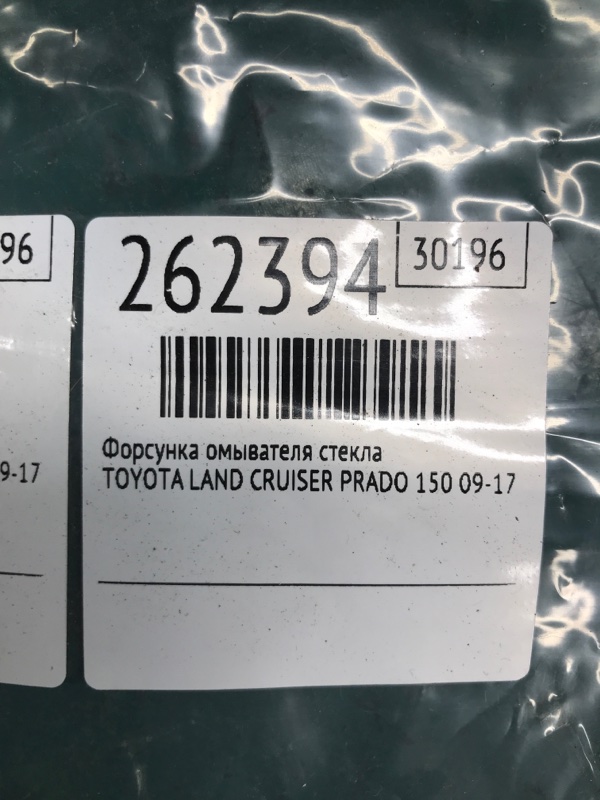 96
9-17
262394
30196
Форсунка омывателя стекла
TOYOTA LAND CRUISER PRADO 150 09-17